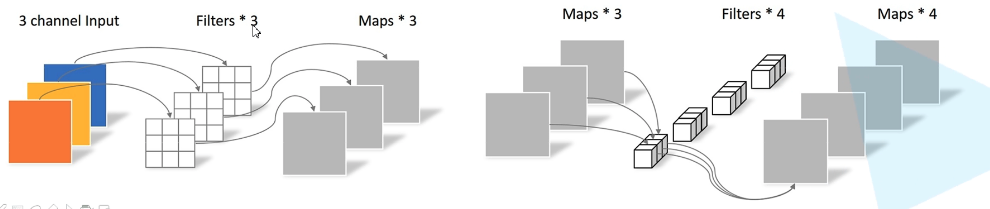 3 channel Input
Filters * 3
Maps * 3
Maps * 3
Filters * 4
Maps * 4